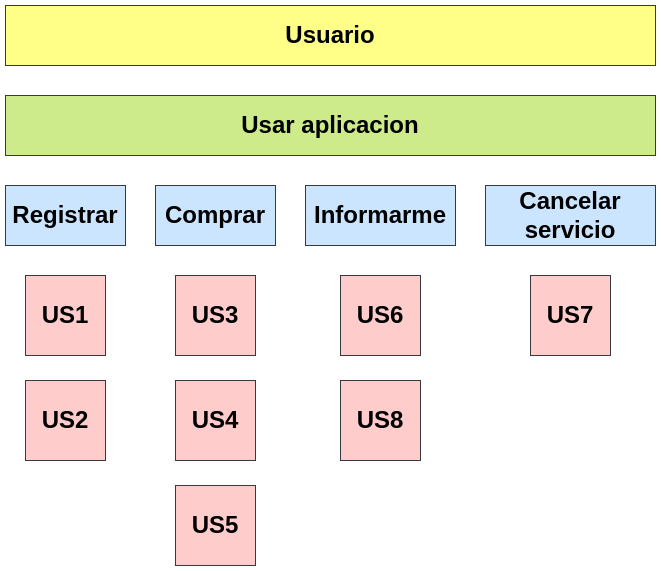 Usuario
Usar aplicacion
Registrar
Comprar
Informarme
Cancelar
servicio
US1
US3
US6
US7
US2
US4
US8
US5